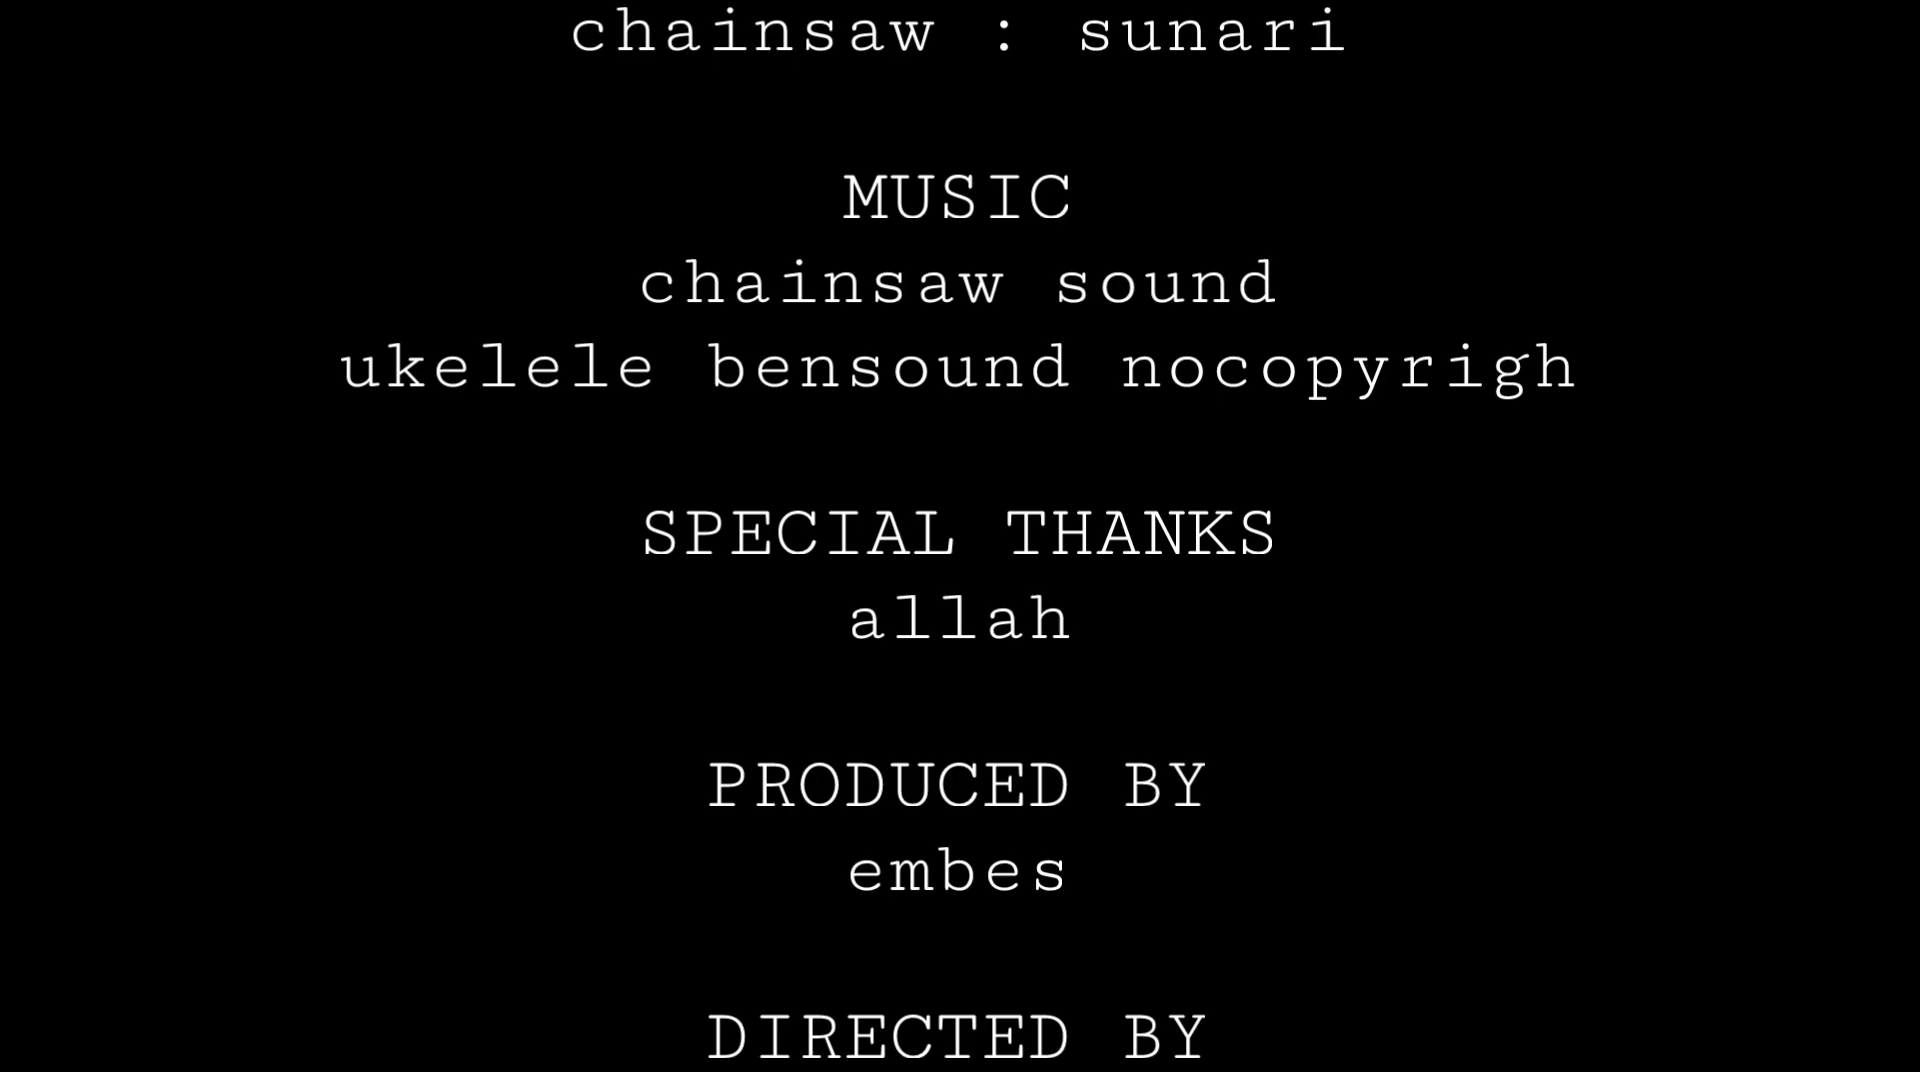 chainsaw : sunari
MUSIC
chainsaw sound
ukelele bensound nocopyrigh
SPECIAL THANKS
allah
PRODUCED BY
embes
DIRECTED BY